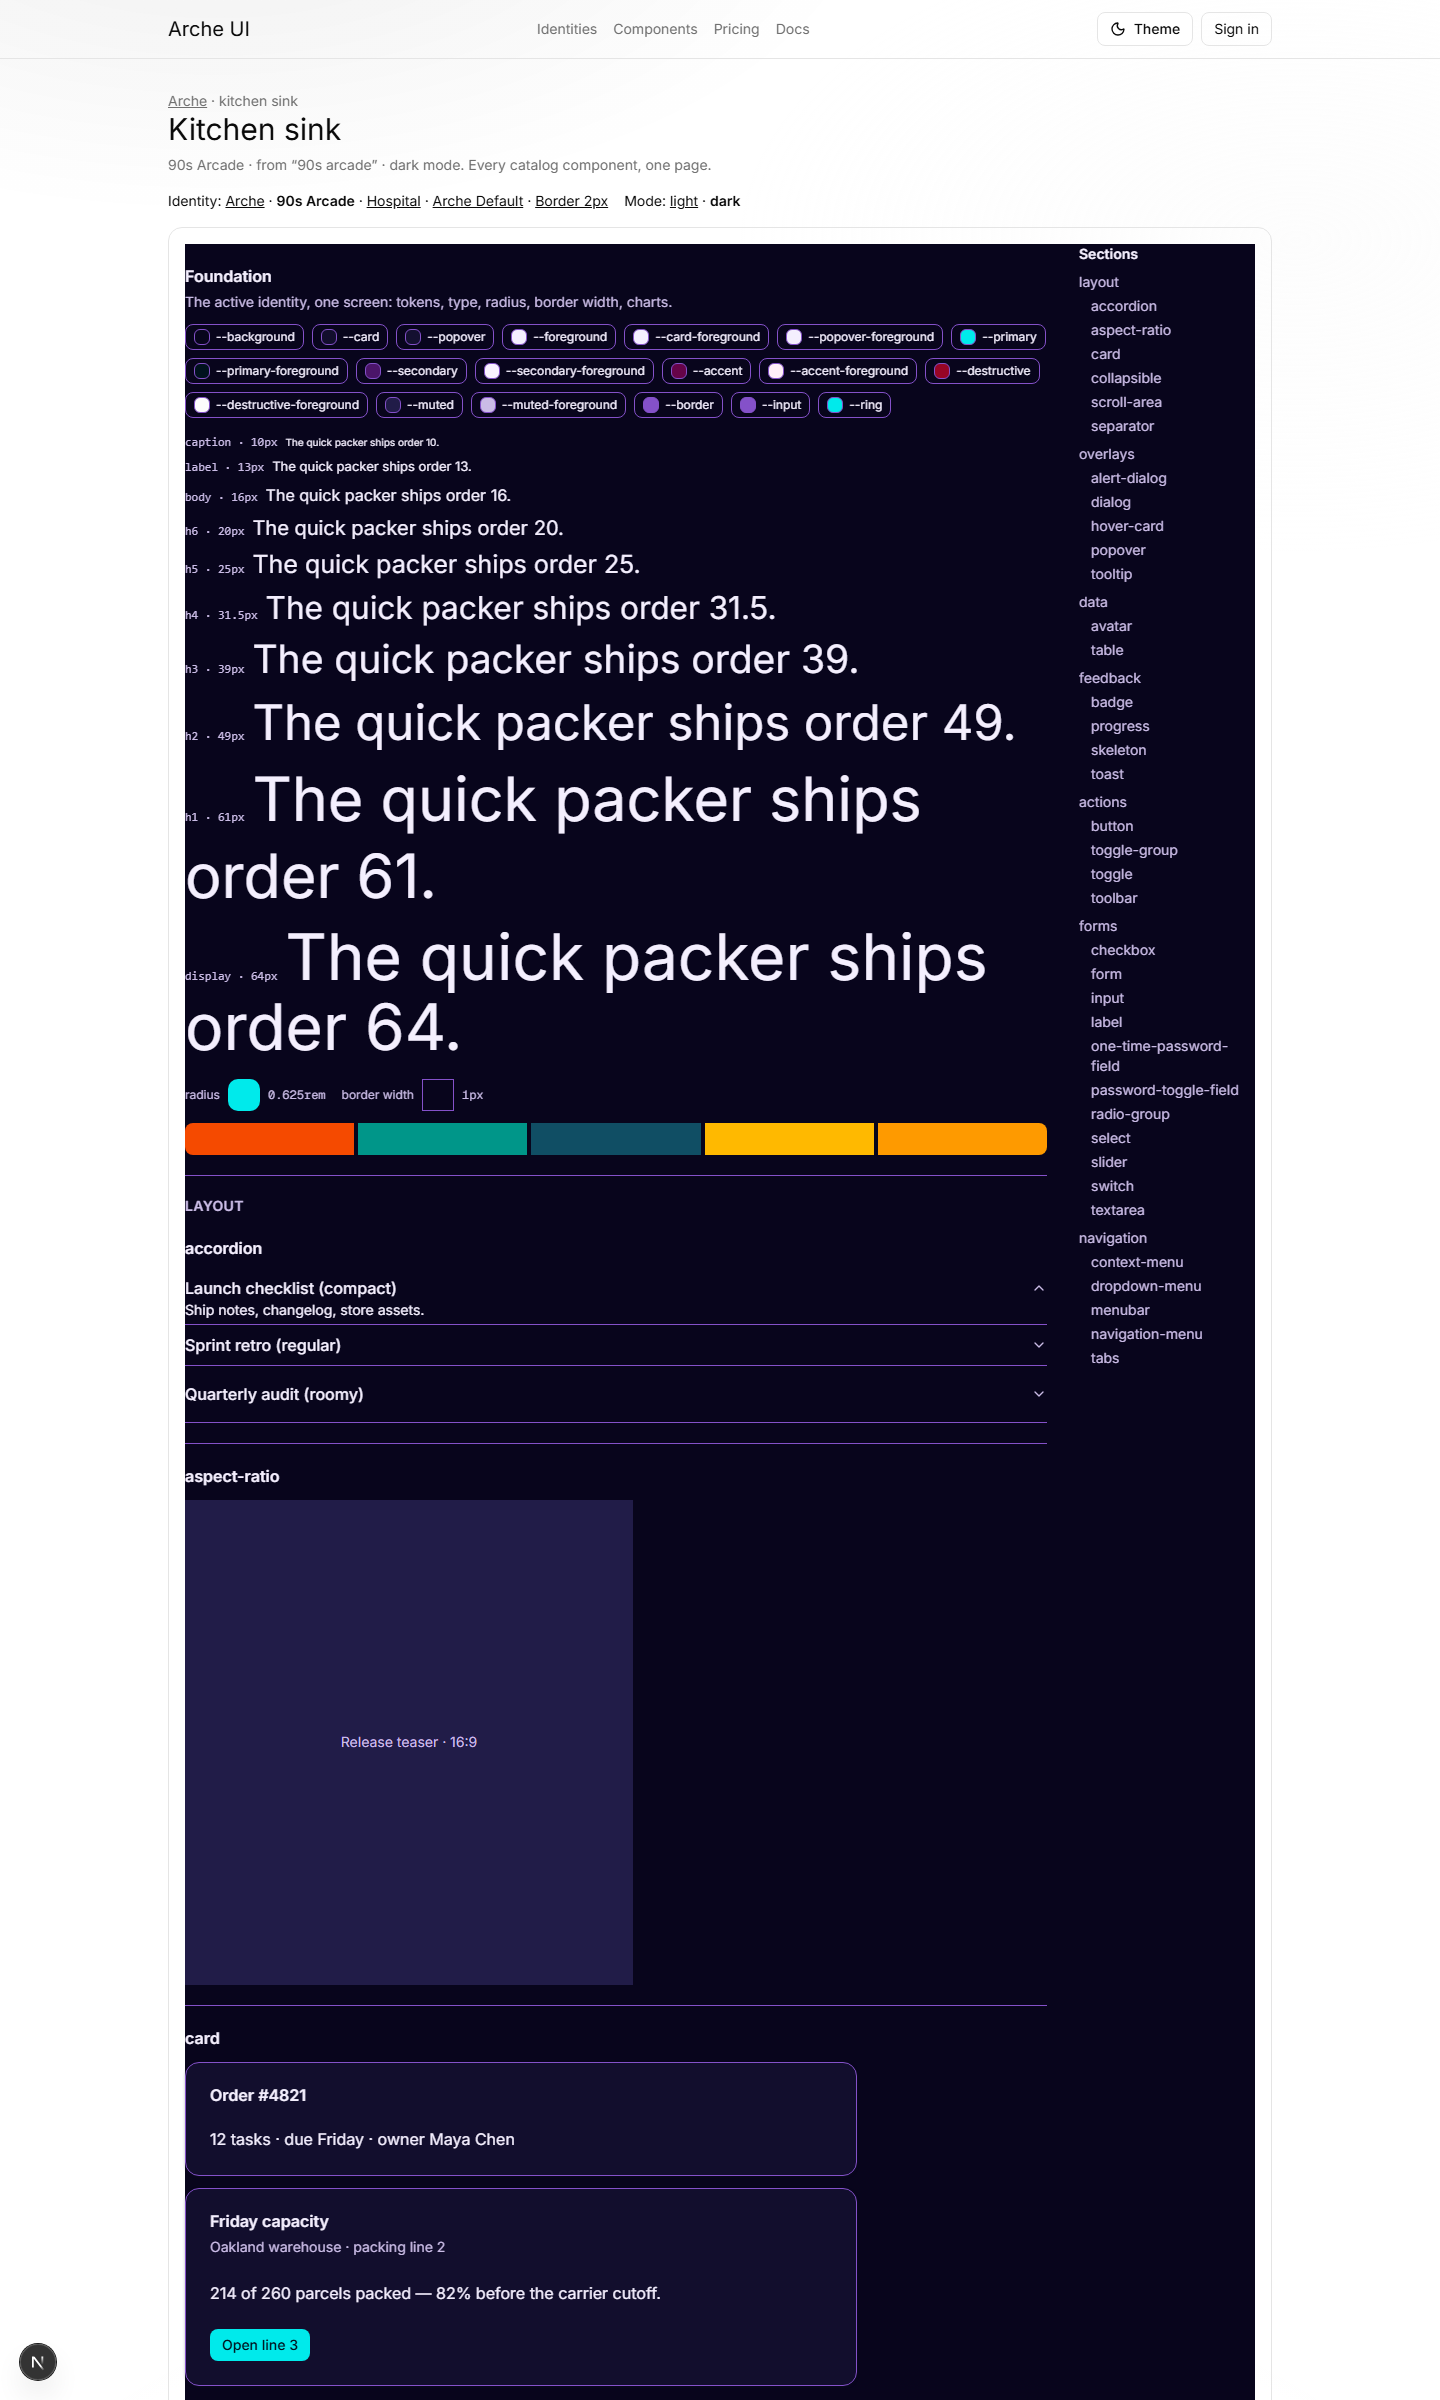 Arche UI
Identities Components Pricing Docs
Theme Sign in
Arche · kitchen sink
Kitchen sink
90s Arcade · from “90s arcade” · dark mode. Every catalog component, one page.
Identity: Arche · 90s Arcade · Hospital · Arche Default · Border 2px Mode: light · dark
Foundation
The active identity, one screen: tokens, type, radius, border width, charts.
--background --card --popover --foreground --card-foreground --popover-foreground --primary
--primary-foreground --secondary --secondary-foreground --accent --accent-foreground --destructive
--destructive-foreground --muted --muted-foreground --border --input --ring
caption · 10px The quick packer ships order 10.
label · 13px The quick packer ships order 13.
body · 16px The quick packer ships order 16.
h6 · 20px The quick packer ships order 20.
h5 · 25px The quick packer ships order 25.
h4 · 31.5px The quick packer ships order 31.5.
h3 · 39px The quick packer ships order 39.
h2 · 49px The quick packer ships order 49.
h1 · 61px The quick packer ships
order 61.
display · 64px The quick packer ships
order 64.
radius 0.625rem border width 1px
LAYOUT
accordion
Launch checklist (compact)
Ship notes, changelog, store assets.
Sprint retro (regular)
Quarterly audit (roomy)
aspect-ratio
Release teaser · 16:9
card
Order #4821
12 tasks · due Friday · owner Maya Chen
Friday capacity
Oakland warehouse · packing line 2
214 of 260 parcels packed — 82% before the carrier cutoff.
Open line 3
Sections
layout
accordion
aspect-ratio
card
collapsible
scroll-area
separator
overlays
alert-dialog
dialog
hover-card
popover
tooltip
data
avatar
table
feedback
badge
progress
skeleton
toast
actions
button
toggle-group
toggle
toolbar
forms
checkbox
form
input
label
one-time-password-
field
password-toggle-field
radio-group
select
slider
switch
textarea
navigation
context-menu
dropdown-menu
menubar
navigation-menu
tabs
N